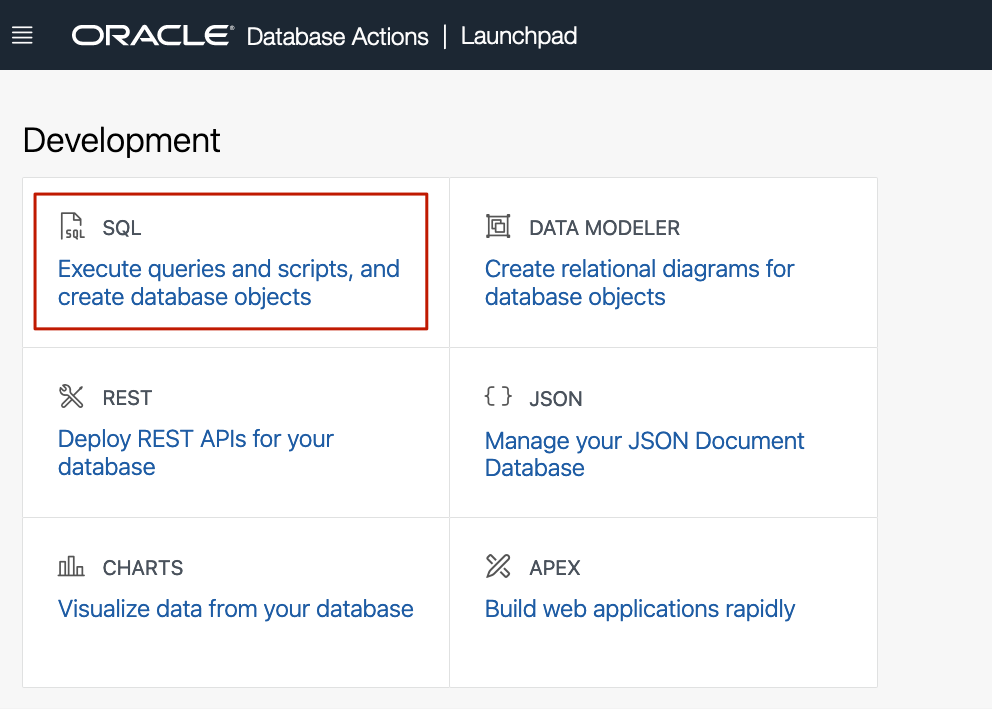 ORACLE® Database Actions | Launchpad
Development
SQL
Execute queries and scripts, and
create database objects
DATA MODELER
Create relational diagrams for
database objects
REST
Deploy REST APIs for your
database
{ } JSON
Manage your JSON Document
Database
CHARTS
Visualize data from your database
APEX
Build web applications rapidly